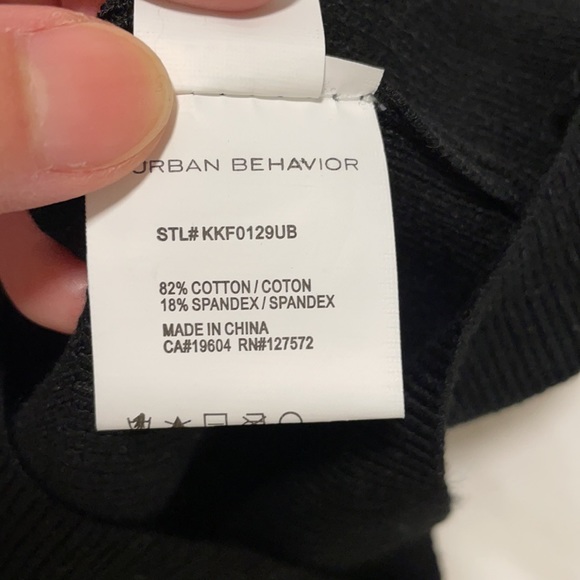 URBAN BEHAVIOR
STL# KKF0129UB
82% COTTON / COTON
18% SPANDEX / SPANDEX
MADE IN CHINA
CA#19604 RN#127572